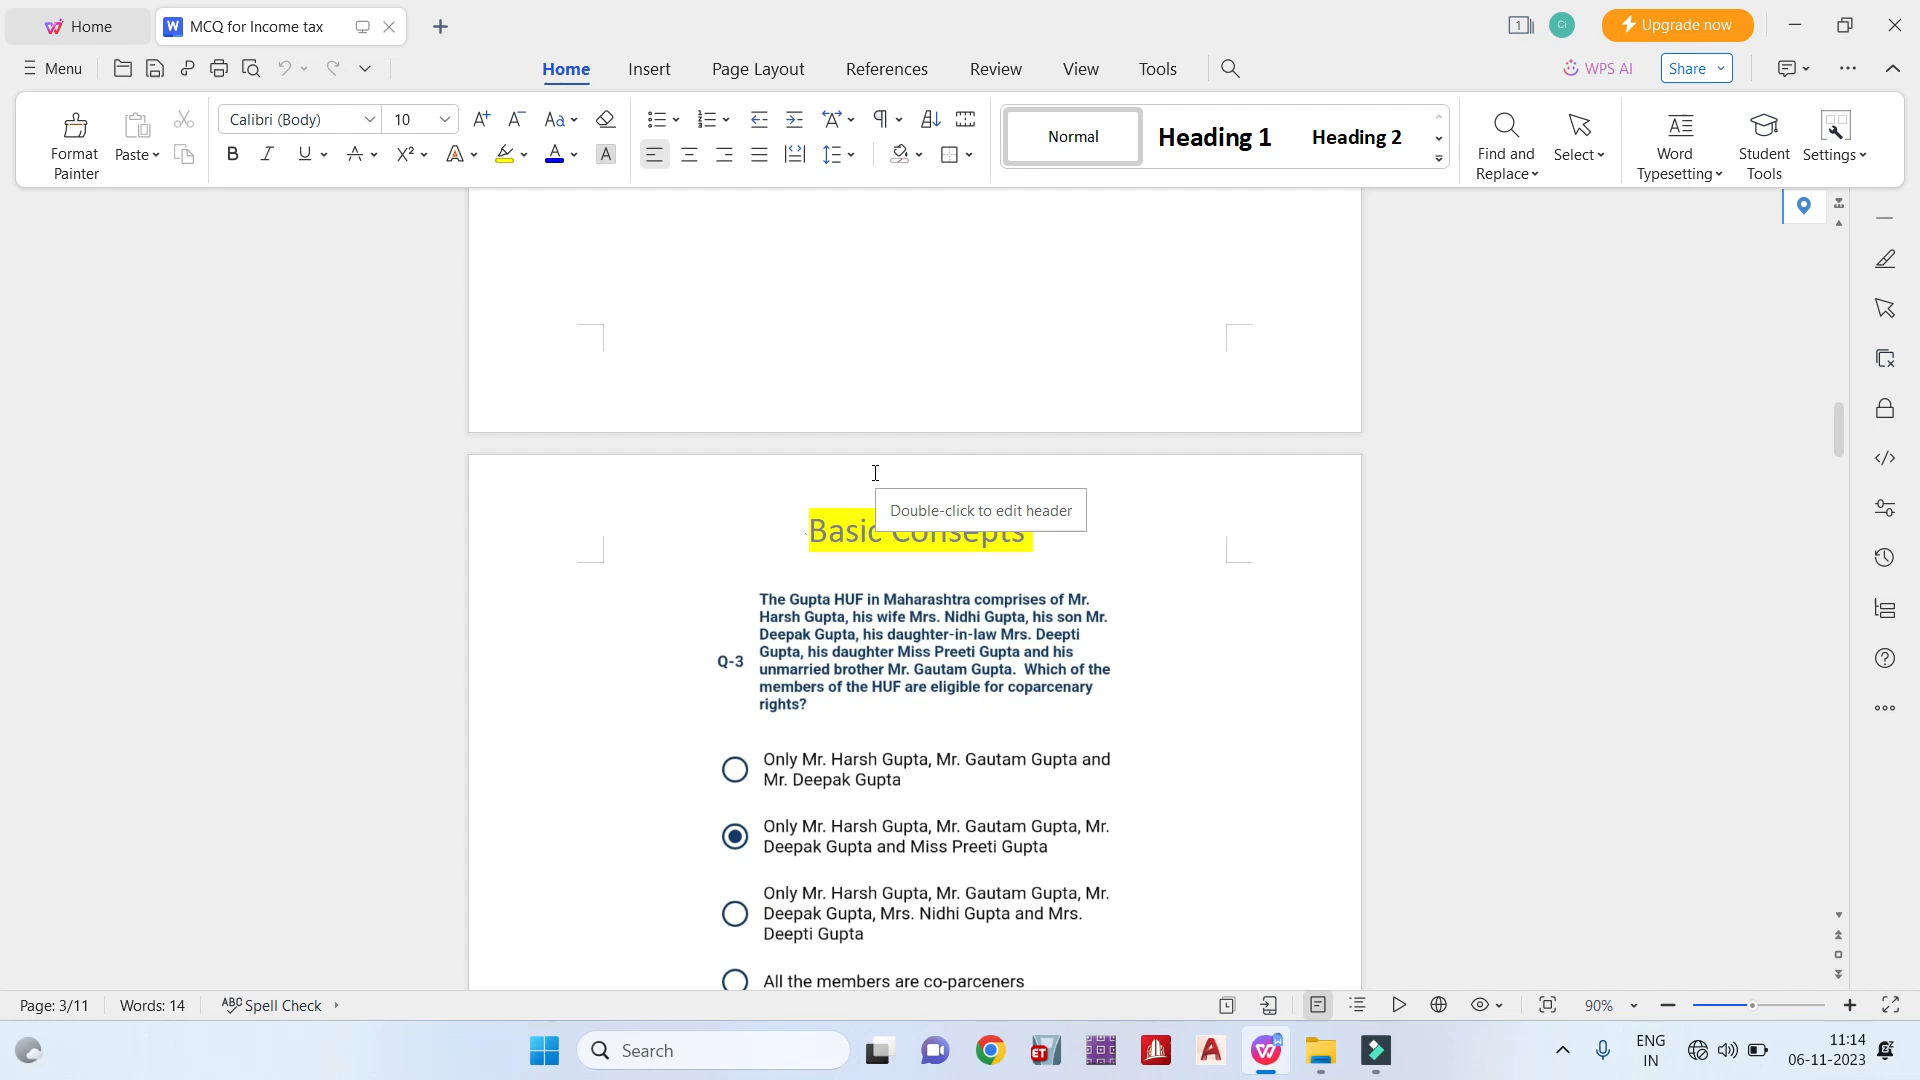 Home
MCQ for Income tax
Upgrade now
Menu
Home
Insert
Page Layout
References
Review
View
Tools
WPS AI
Share
Format
Painter
Paste
Calibri (Body)
10
Normal
Heading 1
Heading 2
Find and
Replace
Select
Word
Typesetting
Student
Tools
Settings
Double-click to edit header
Basic Consepts
Q-3
The Gupta HUF in Maharashtra comprises of Mr.
Harsh Gupta, his wife Mrs. Nidhi Gupta, his son Mr.
Deepak Gupta, his daughter-in-law Mrs. Deepti
Gupta, his daughter Miss Preeti Gupta and his
unmarried brother Mr. Gautam Gupta. Which of the
members of the HUF are eligible for coparcenary
rights?
Only Mr. Harsh Gupta, Mr. Gautam Gupta and
Mr. Deepak Gupta
Only Mr. Harsh Gupta, Mr. Gautam Gupta, Mr.
Deepak Gupta and Miss Preeti Gupta
Only Mr. Harsh Gupta, Mr. Gautam Gupta, Mr.
Deepak Gupta, Mrs. Nidhi Gupta and Mrs.
Deepti Gupta
All the members are co-parceners
Page: 3/11
Words: 14
Spell Check
90%
Search
ENG
IN
11:14
06-11-2023